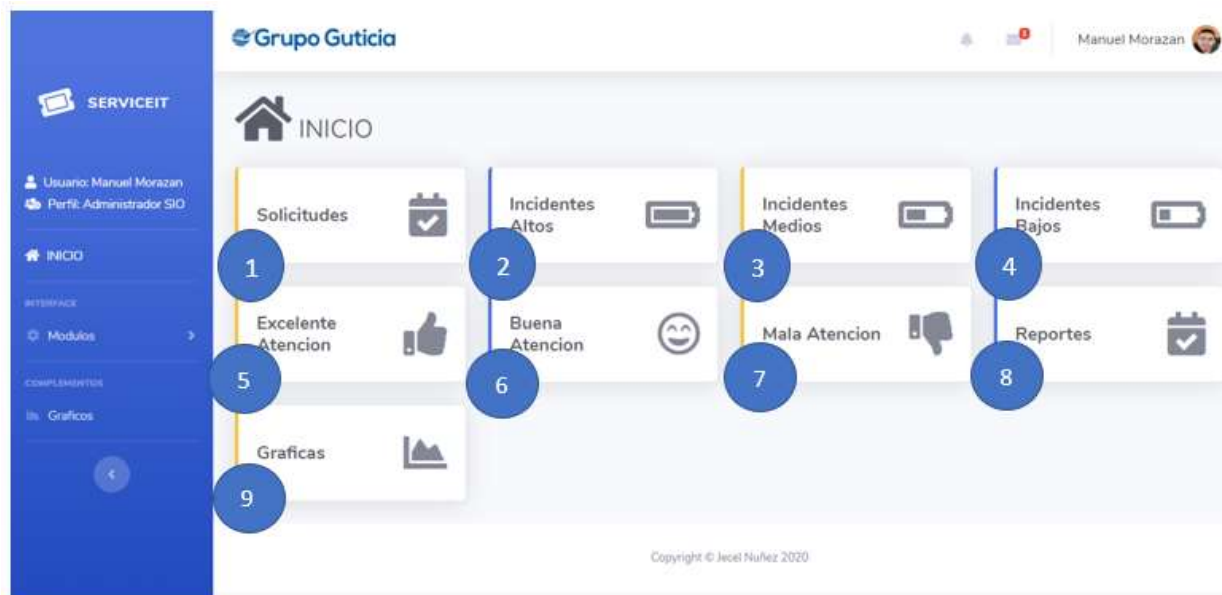 Grupo Guticia
Manuel Morazan
SERVICEIT
INICIO
Usuario: Manuel Morazan
Perfil: Administrador SIO
INICIO
INTERFACE
Modulos
COMPLEMENTOS
Graficos
Solicitudes
1
Incidentes
Altos
2
Incidentes
Medios
3
Incidentes
Bajos
4
Excelente
Atencion
5
Buena
Atencion
6
Mala Atencion
7
Reportes
8
Graficas
9
Copyright © Jecel Nuñez 2020